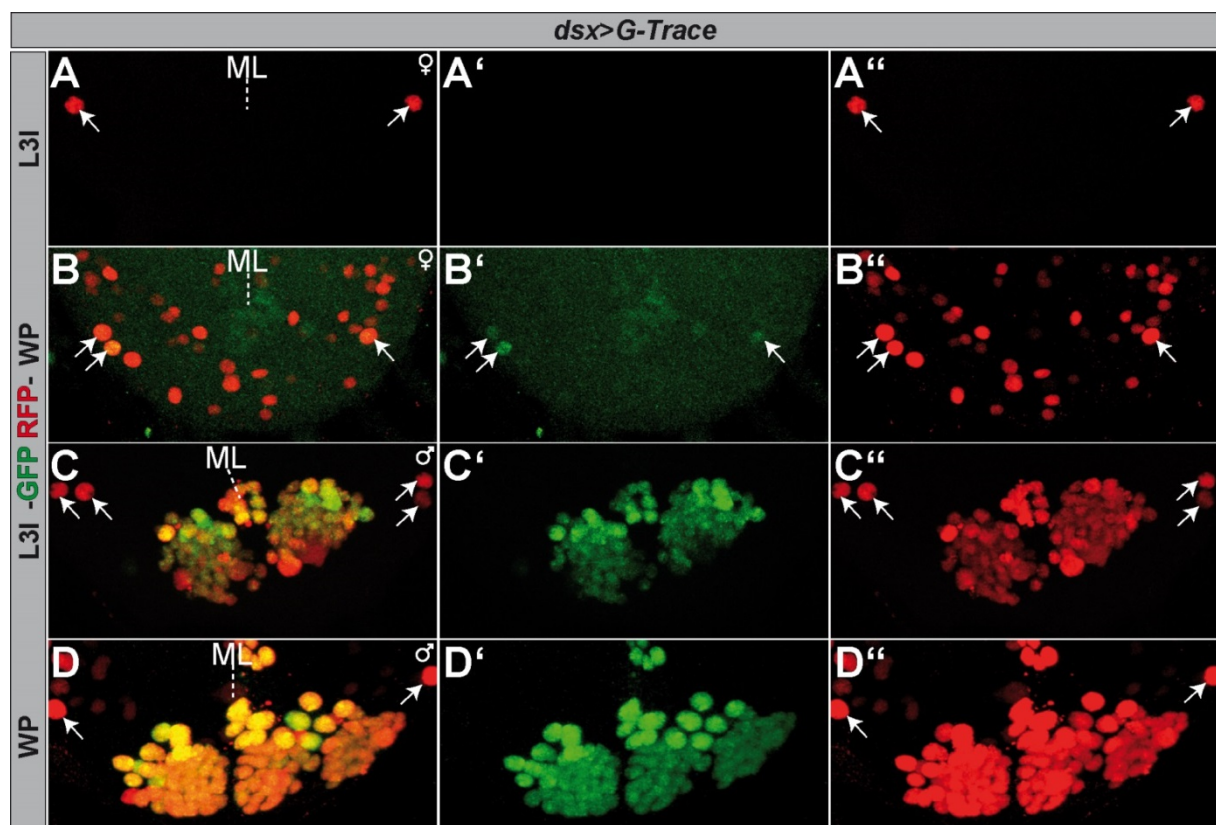 dsx>G-Trace
L3I
L3I -GFP RFP- WP
WP
A ML ♀ A‘ A“
B ML ♀ B‘ B“
C ML ♂ C‘ C“
D ML ♂ D‘ D“